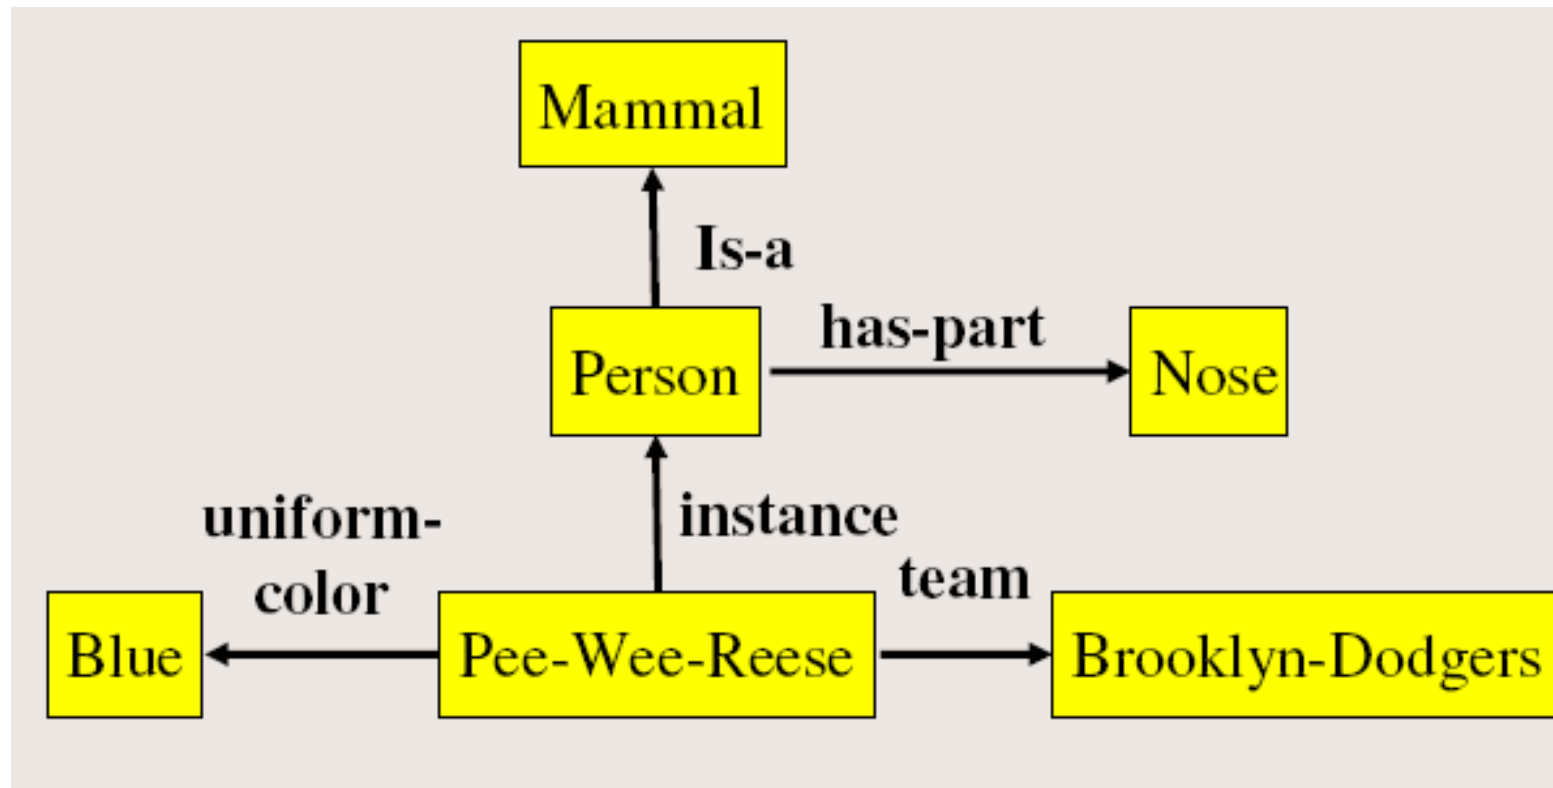 Mammal
Is-a
has-part
Person
Nose
uniform-
color
instance
team
Blue
Pee-Wee-Reese
Brooklyn-Dodgers